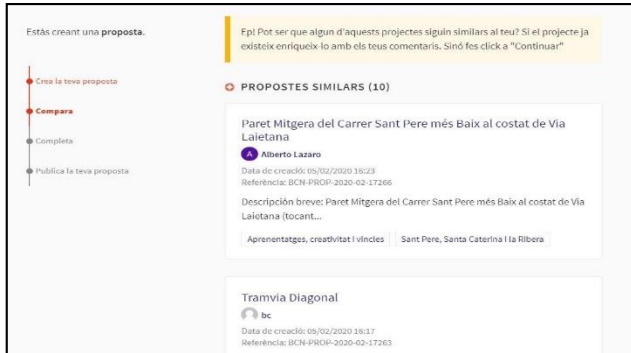 Estàs creant una proposta.
Crea la teva proposta
Compara
Completa
Publica la teva proposta
Ep! Pot ser que algun d'aquests projectes siguin similars al teu? Si el projecte ja
existeix enriqueix-lo amb els teus comentaris. Sinó fes click a "Continuar"
PROPOSTES SIMILARS (10)
Paret Mitgera del Carrer Sant Pere més Baix al costat de Via
Laietana
A Alberto Lazaro
Data de creació: 05/02/2020 16:23
Referència: BCN-PROP-2020-02-17266
Descripción breve: Paret Mitgera del Carrer Sant Pere més Baix al costat de Via
Laietana (tocant...
Aprenentatges, creativitat i vincles Sant Pere, Santa Caterina i la Ribera
Tramvia Diagonal
bc
Data de creació: 05/02/2020 16:17
Referència: BCN-PROP-2020-02-17263